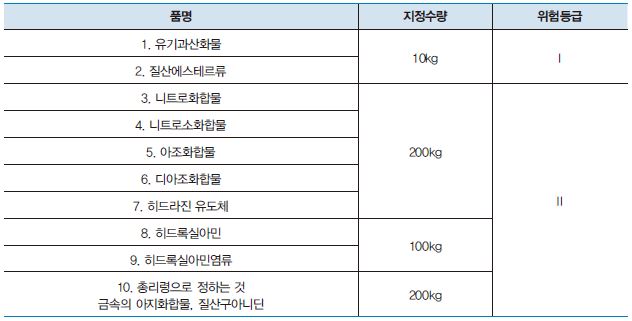 품명 지정수량 위험등급
1. 유기과산화물
10kg Ⅰ
2. 질산에스테르류
3. 니트로화합물
4. 니트로소화합물
5. 아조화합물 200kg
6. 디아조화합물
7. 히드라진 유도체
Ⅱ
8. 히드록실아민
100kg
9. 히드록실아민염류
10. 총리령으로 정하는 것
금속의 아지화합물, 질산구아니딘
200kg